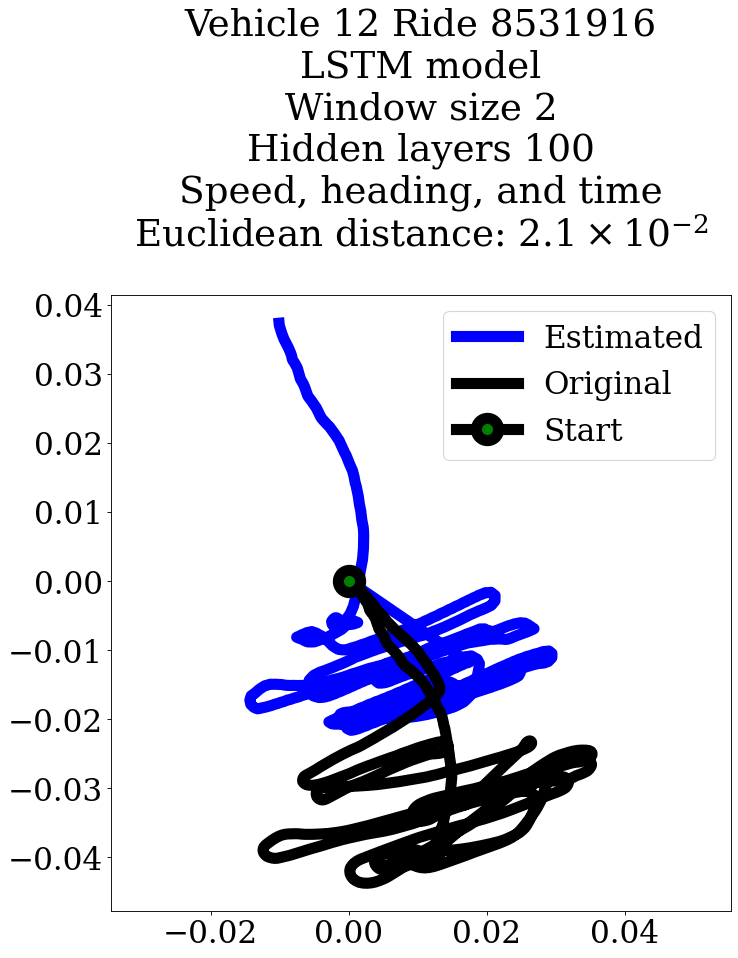 Vehicle 12 Ride 8531916
LSTM model
Window size 2
Hidden layers 100
Speed, heading, and time
Euclidean distance: 2.1 × 10⁻²
Estimated
Original
Start
0.04
0.03
0.02
0.01
0.00
−0.01
−0.02
−0.03
−0.04
−0.02 0.00 0.02 0.04